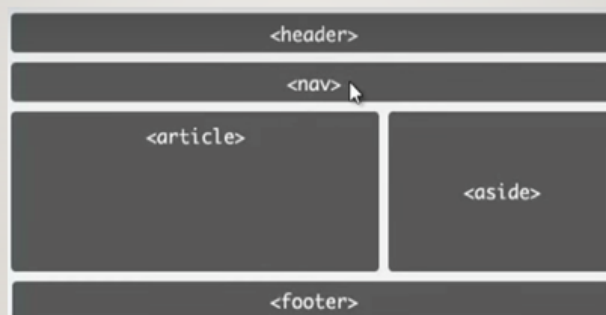 <header>
<nav>
<article>
<aside>
<footer>